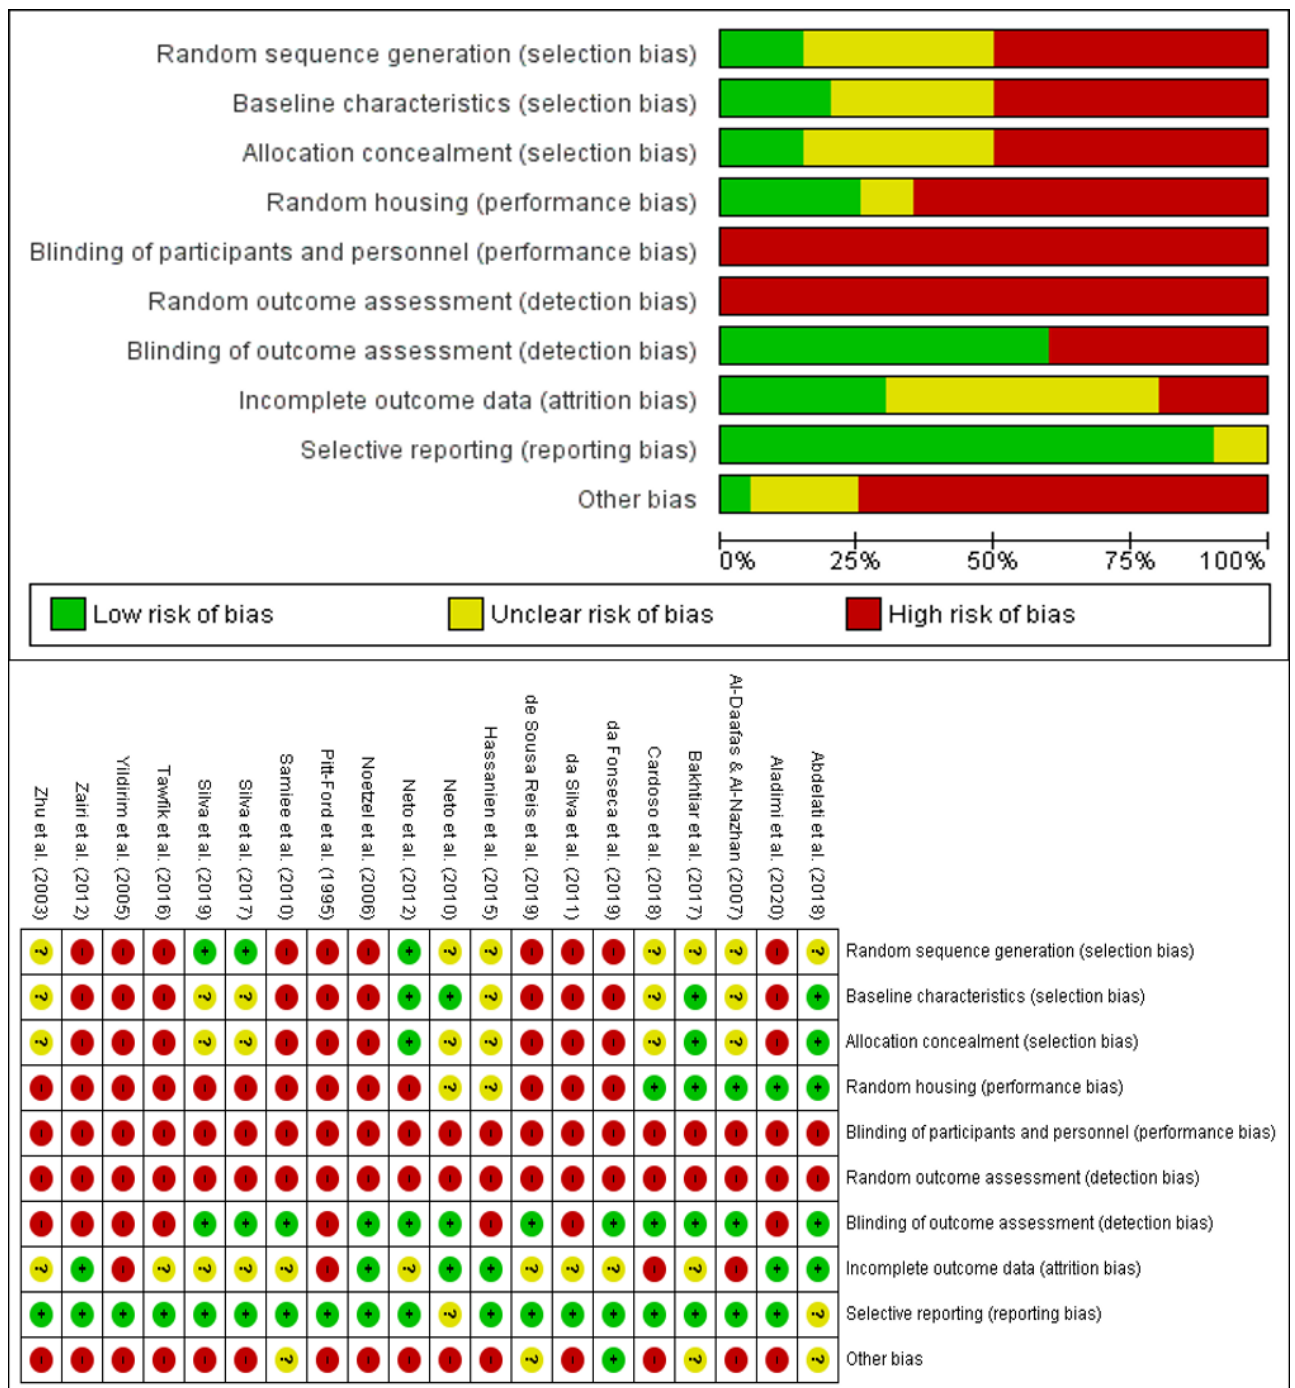 Random sequence generation (selection bias)
Baseline characteristics (selection bias)
Allocation concealment (selection bias)
Random housing (performance bias)
Blinding of participants and personnel (performance bias)
Random outcome assessment (detection bias)
Blinding of outcome assessment (detection bias)
Incomplete outcome data (attrition bias)
Selective reporting (reporting bias)
Other bias
0% 25% 50% 75% 100%
Low risk of bias Unclear risk of bias High risk of bias
Zhu et al. (2003)
Zairi et al. (2012)
Yildirim et al. (2005)
Tawfik et al. (2016)
Silva et al. (2019)
Silva et al. (2017)
Samiee et al. (2010)
Pitt-Ford et al. (1995)
Noetzel et al. (2006)
Neto et al. (2012)
Neto et al. (2010)
Hassanien et al. (2015)
de Sousa Reis et al. (2019)
da Silva et al. (2011)
da Fonseca et al. (2019)
Cardoso et al. (2018)
Bakhtiar et al. (2017)
Al-Daafas & Al-Nazhan (2007)
Aladimi et al. (2020)
Abdelati et al. (2018)
? - - - + + - - - + ? ? - - - ? ? ? - ? Random sequence generation (selection bias)
? - - - ? ? - - - + + ? - - - ? + ? - + Baseline characteristics (selection bias)
? - - - ? ? - - - + ? ? - - - ? + ? - + Allocation concealment (selection bias)
- - - - - - - - - - ? ? - - - + + + + + Random housing (performance bias)
- - - - - - - - - - - - - - - - - - - - Blinding of participants and personnel (performance bias)
- - - - - - - - - - - - - - - - - - - - Random outcome assessment (detection bias)
- - - - + + + - + + + - + - + + + + - + Blinding of outcome assessment (detection bias)
? + - ? ? ? ? - + ? + + ? ? ? - ? - + + Incomplete outcome data (attrition bias)
+ + + + + + + + + + ? + + + + + + + + ? Selective reporting (reporting bias)
- - - - - - ? - - - - - ? - + - ? - - ? Other bias